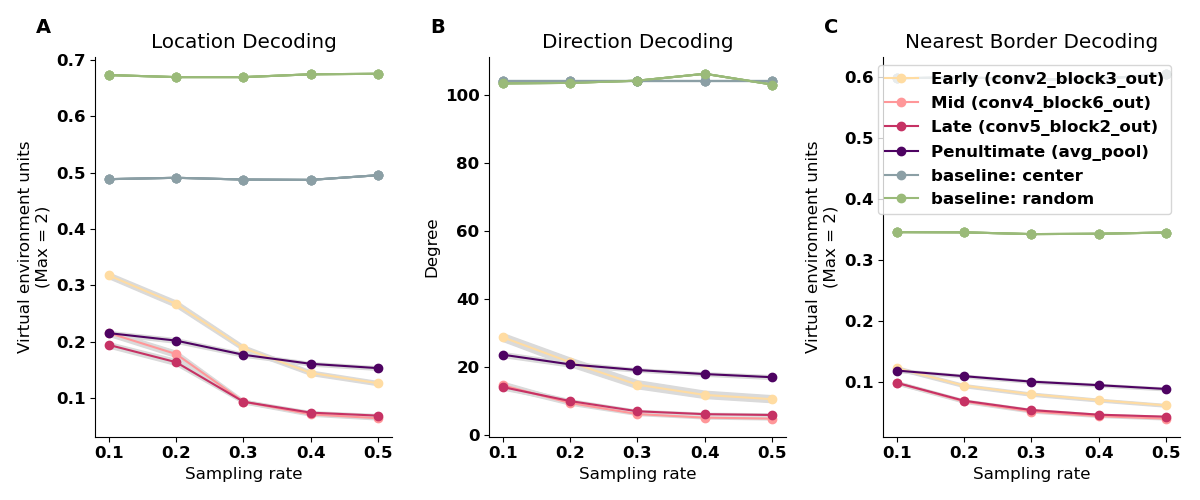 A
Location Decoding
Virtual environment units
(Max = 2)
0.7
0.6
0.5
0.4
0.3
0.2
0.1
0.1 0.2 0.3 0.4 0.5
Sampling rate
B
Direction Decoding
Degree
100
80
60
40
20
0
0.1 0.2 0.3 0.4 0.5
Sampling rate
C
Nearest Border Decoding
Virtual environment units
(Max = 2)
0.6
0.5
0.4
0.3
0.2
0.1
0.1 0.2 0.3 0.4 0.5
Sampling rate
Early (conv2_block3_out)
Mid (conv4_block6_out)
Late (conv5_block2_out)
Penultimate (avg_pool)
baseline: center
baseline: random